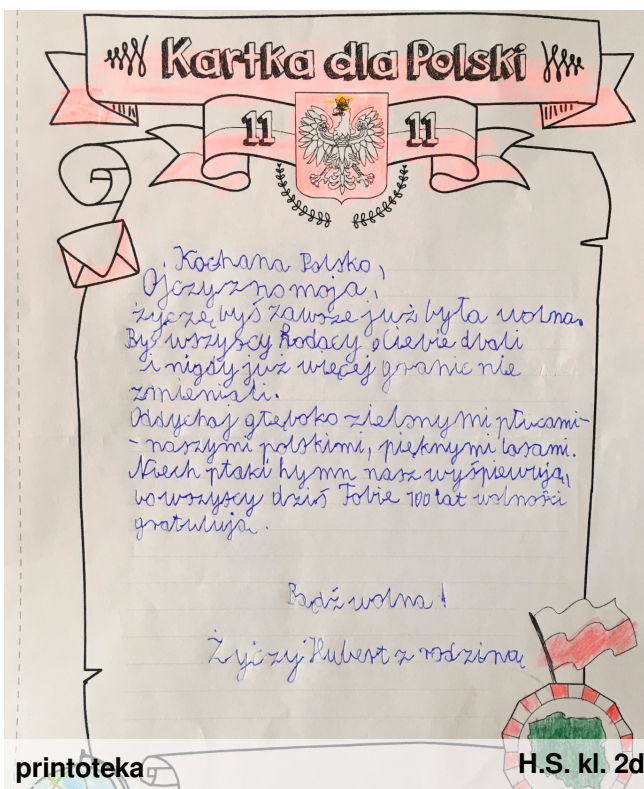 Kartka dla Polski
11 11
Kochana Polsko,
Ojczyzno moja,
życzę byś zawsze już była wolna.
By wszyscy Rodacy o Ciebie dbali
i nigdy już więcej granic nie
zmieniali.
Oddychaj głęboko zielonymi płucami-
- naszymi polskimi, pięknymi lasami.
Niech ptaki hymn nasz wyśpiewują,
bo wszyscy dziś Tobie 100 lat wolności
gratulują.
Bądź wolna!
Życzy Hubert z rodziną
printoteka
H.S. kl. 2d